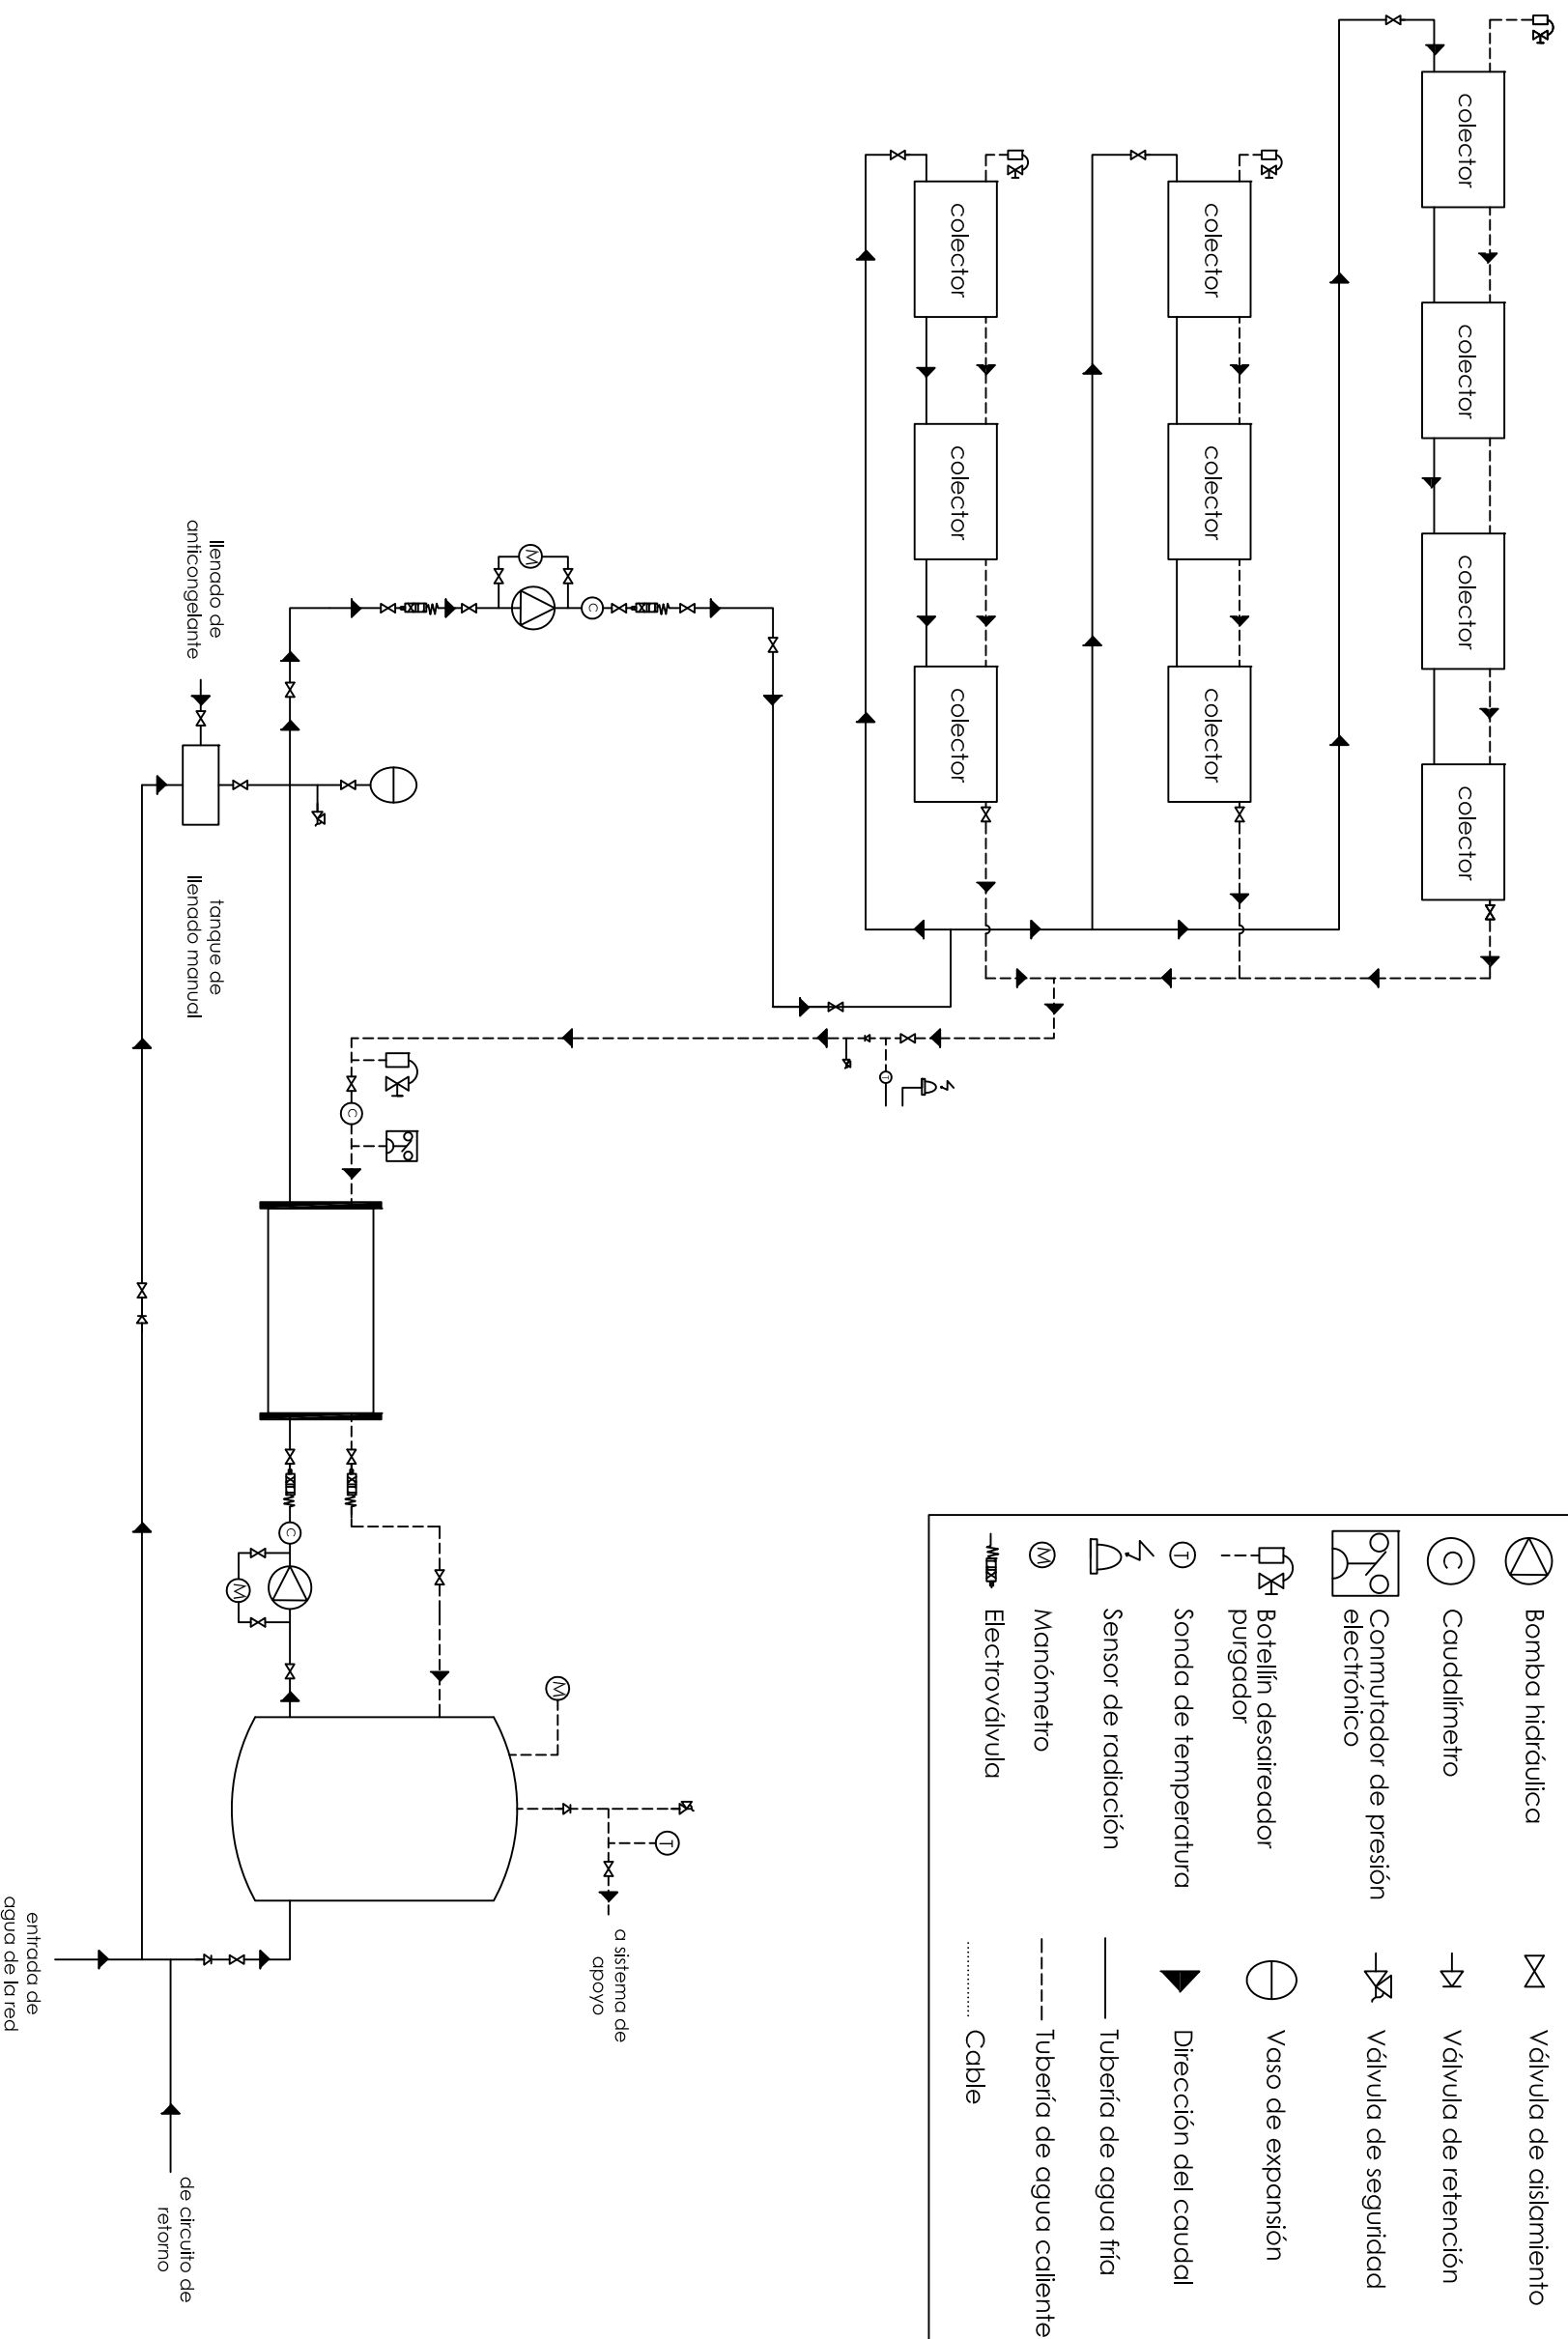 colector
colector
colector
colector
colector
colector
colector
colector
colector
colector
M
C
llenado de
anticongelante
tanque de
llenado manual
T
C
C
M
M
T
a sistema de
apoyo
entrada de
agua de la red
de circuito de
retorno
Bomba hidráulica
C
Caudalímetro
Conmutador de presión
electrónico
Botellín desaireador
purgador
T
Sonda de temperatura
Sensor de radiación
M
Manómetro
Electroválvula
Válvula de aislamiento
Válvula de retención
Válvula de seguridad
Vaso de expansión
Dirección del caudal
Tubería de agua fría
Tubería de agua caliente
Cable